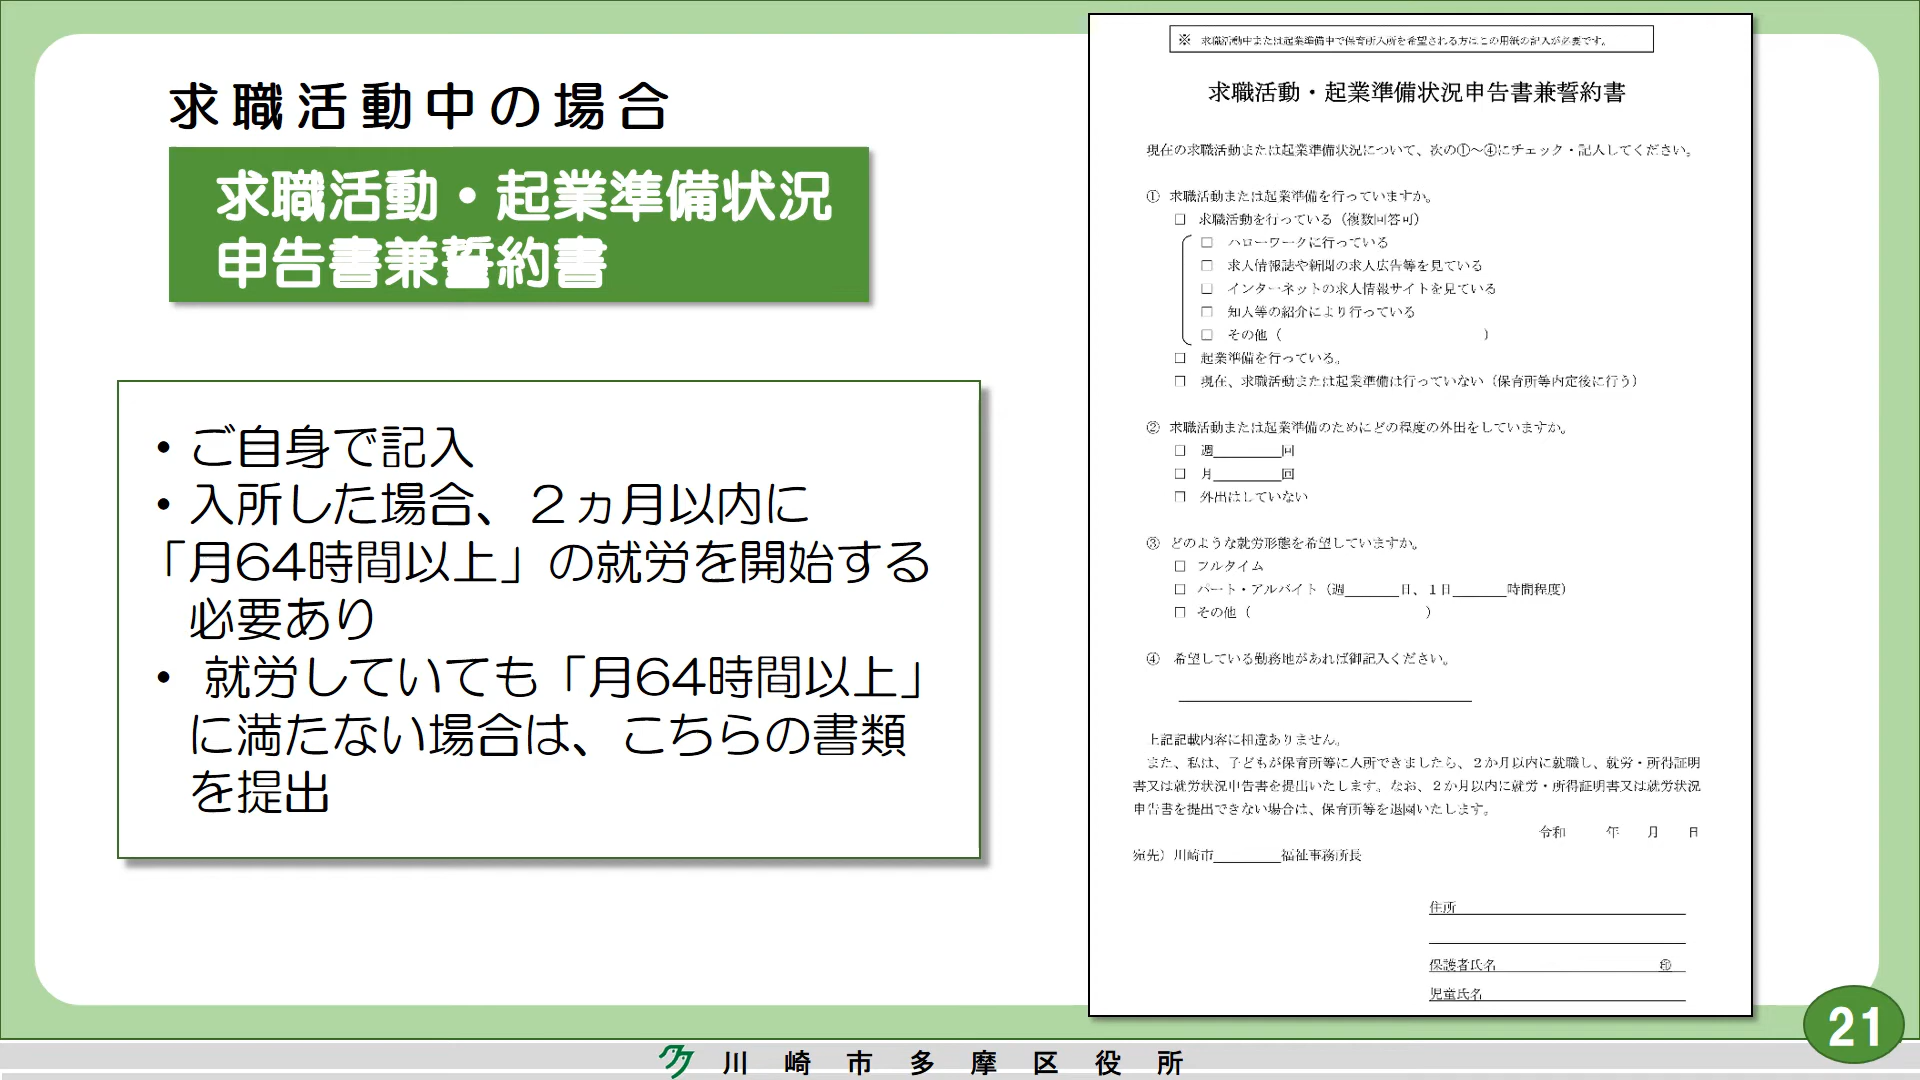 求職活動中の場合
求職活動・起業準備状況
申告書兼誓約書
• ご自身で記入
• 入所した場合、２ヵ月以内に
「月64時間以上」の就労を開始する
必要あり
• 就労していても「月64時間以上」
に満たない場合は、こちらの書類
を提出
※ 求職活動中または起業準備中で保育所入所を希望される方はこの用紙の記入が必要です。
求職活動・起業準備状況申告書兼誓約書
現在の求職活動または起業準備状況について、次の①～④にチェック・記入してください。
① 求職活動または起業準備を行っていますか。
□ 求職活動を行っている（複数回答可）
□ ハローワークに行っている
□ 求人情報誌や新聞の求人広告等を見ている
□ インターネットの求人情報サイトを見ている
□ 知人等の紹介により行っている
□ その他（　　　　　　　　　　　　　　　）
□ 起業準備を行っている。
□ 現在、求職活動または起業準備は行っていない（保育所等内定後に行う）
② 求職活動または起業準備のためにどの程度の外出をしていますか。
□ 週＿＿＿＿＿回
□ 月＿＿＿＿＿回
□ 外出はしていない
③ どのような就労形態を希望していますか。
□ フルタイム
□ パート・アルバイト（週＿＿＿＿日、１日＿＿＿＿時間程度）
□ その他（　　　　　　　　　　　　　）
④ 希望している勤務地があれば御記入ください。
上記記載内容に相違ありません。
また、私は、子どもが保育所等に入所できましたら、２か月以内に就職し、就労・所得証明
書又は就労状況申告書を提出いたします。なお、２か月以内に就労・所得証明書又は就労状況
申告書を提出できない場合は、保育所等を退園いたします。
令和　　　年　　月　　日
宛先）川崎市＿＿＿＿＿福祉事務所長
住所
保護者氏名　㊞
児童氏名
21
川崎市多摩区役所